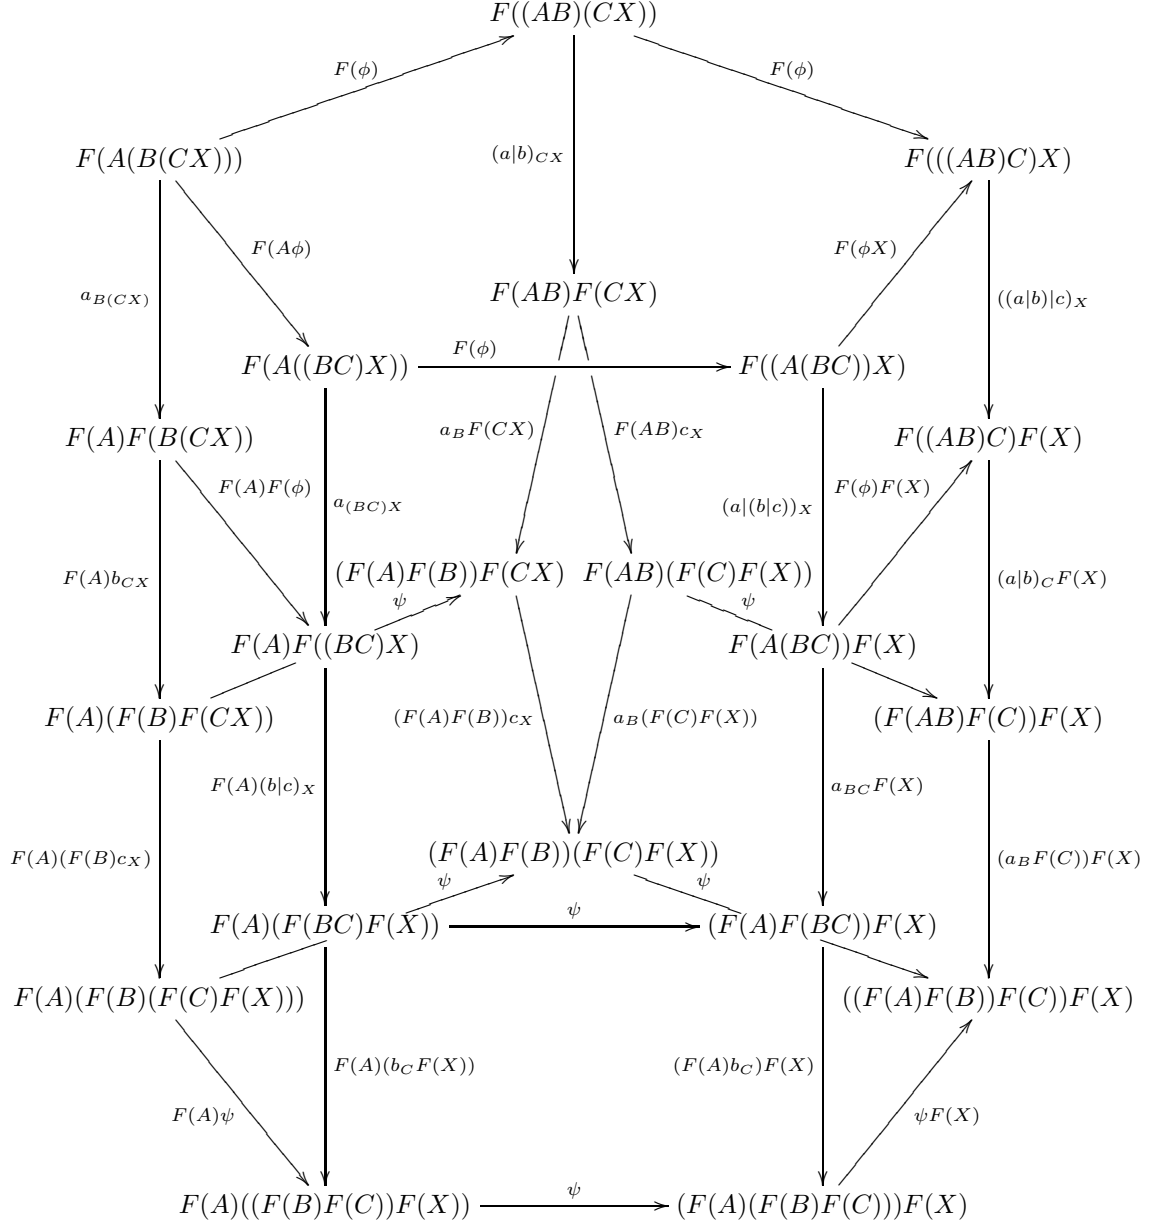 F((AB)(CX))
F(ϕ) F(ϕ)
F(A(B(CX))) (a|b)_{CX} F(((AB)C)X)
F(Aϕ) F(ϕX)
a_{B(CX)} F(AB)F(CX) ((a|b)|c)_X
F(ϕ)
F(A((BC)X)) F((A(BC))X)
F(A)F(B(CX)) a_B F(CX) F(AB)c_X F((AB)C)F(X)
F(A)F(ϕ) F(ϕ)F(X)
a_{(BC)X} (a|(b|c))_X
F(A)b_{CX} (F(A)F(B))F(CX) F(AB)(F(C)F(X)) (a|b)_C F(X)
ψ ψ
F(A)F((BC)X) F(A(BC))F(X)
F(A)(F(B)F(CX)) (F(A)F(B))c_X a_B(F(C)F(X)) (F(AB)F(C))F(X)
F(A)(b|c)_X a_{BC}F(X)
F(A)(F(B)c_X) (F(A)F(B))(F(C)F(X)) (a_B F(C))F(X)
ψ ψ
F(A)(F(BC)F(X)) ψ (F(A)F(BC))F(X)
F(A)(F(B)(F(C)F(X))) ((F(A)F(B))F(C))F(X)
F(A)(b_C F(X)) (F(A)b_C)F(X)
F(A)ψ ψF(X)
ψ
F(A)((F(B)F(C))F(X)) (F(A)(F(B)F(C)))F(X)